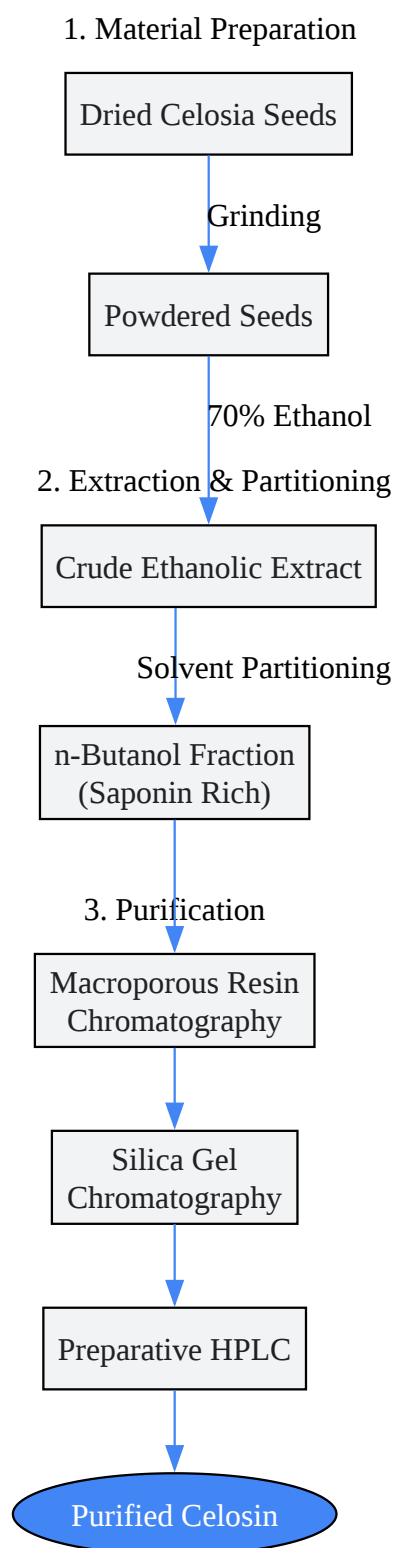 1. Material Preparation
Dried Celosia Seeds
Grinding
Powdered Seeds
70% Ethanol
2. Extraction & Partitioning
Crude Ethanolic Extract
Solvent Partitioning
n-Butanol Fraction
(Saponin Rich)
3. Purification
Macroporous Resin
Chromatography
Silica Gel
Chromatography
Preparative HPLC
Purified Celosin